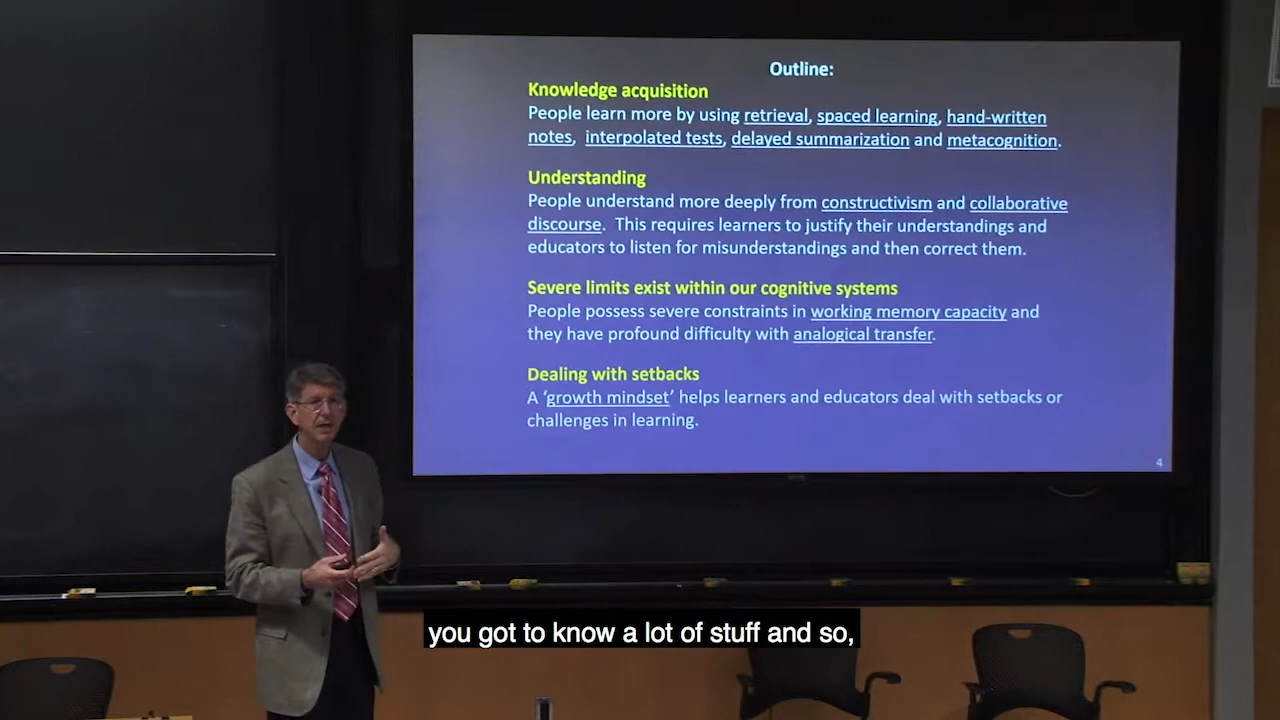 Outline:
Knowledge acquisition
People learn more by using retrieval, spaced learning, hand-written
notes, interpolated tests, delayed summarization and metacognition.
Understanding
People understand more deeply from constructivism and collaborative
discourse. This requires learners to justify their understandings and
educators to listen for misunderstandings and then correct them.
Severe limits exist within our cognitive systems
People possess severe constraints in working memory capacity and
they have profound difficulty with analogical transfer.
Dealing with setbacks
A ‘growth mindset’ helps learners and educators deal with setbacks or
challenges in learning.
4
you got to know a lot of stuff and so,